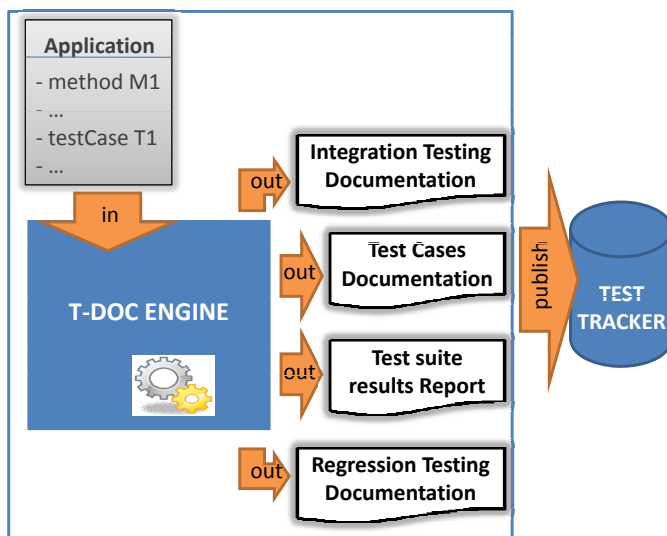 Application
- method M1
- ...
- testCase T1
- ...
in
T-DOC ENGINE
out
Integration Testing
Documentation
out
Test Cases
Documentation
out
Test suite
results Report
out
Regression Testing
Documentation
publish
TEST
TRACKER